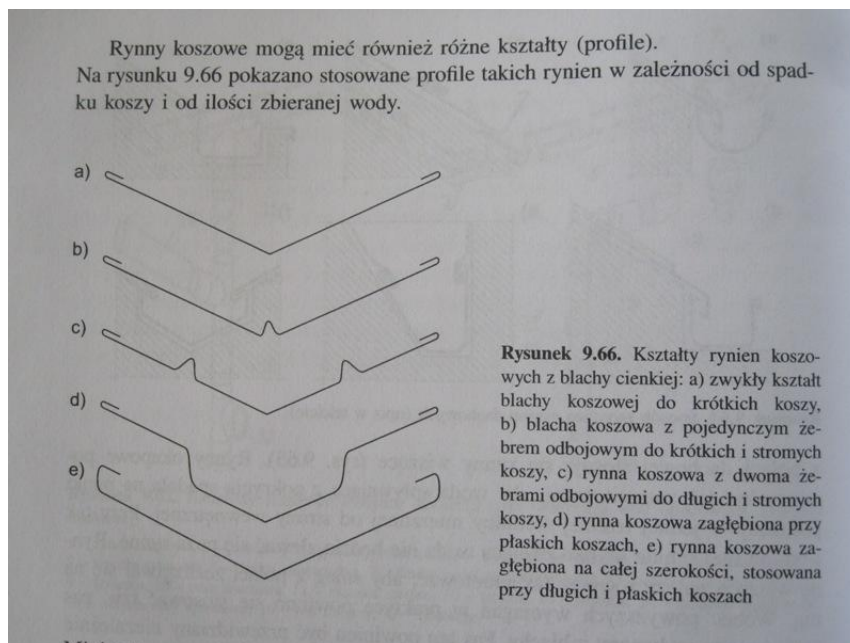 Rynny koszowe mogą mieć również różne kształty (profile).
Na rysunku 9.66 pokazano stosowane profile takich rynien w zależności od spad-
ku koszy i od ilości zbieranej wody.
a)
b)
c)
d)
e)
Rysunek 9.66. Kształty rynien koszo-
wych z blachy cienkiej: a) zwykły kształt
blachy koszowej do krótkich koszy,
b) blacha koszowa z pojedynczym że-
brem odbojowym do krótkich i stromych
koszy, c) rynna koszowa z dwoma że-
brami odbojowymi do długich i stromych
koszy, d) rynna koszowa zagłębiona przy
płaskich koszach, e) rynna koszowa za-
głębiona na całej szerokości, stosowana
przy długich i płaskich koszach